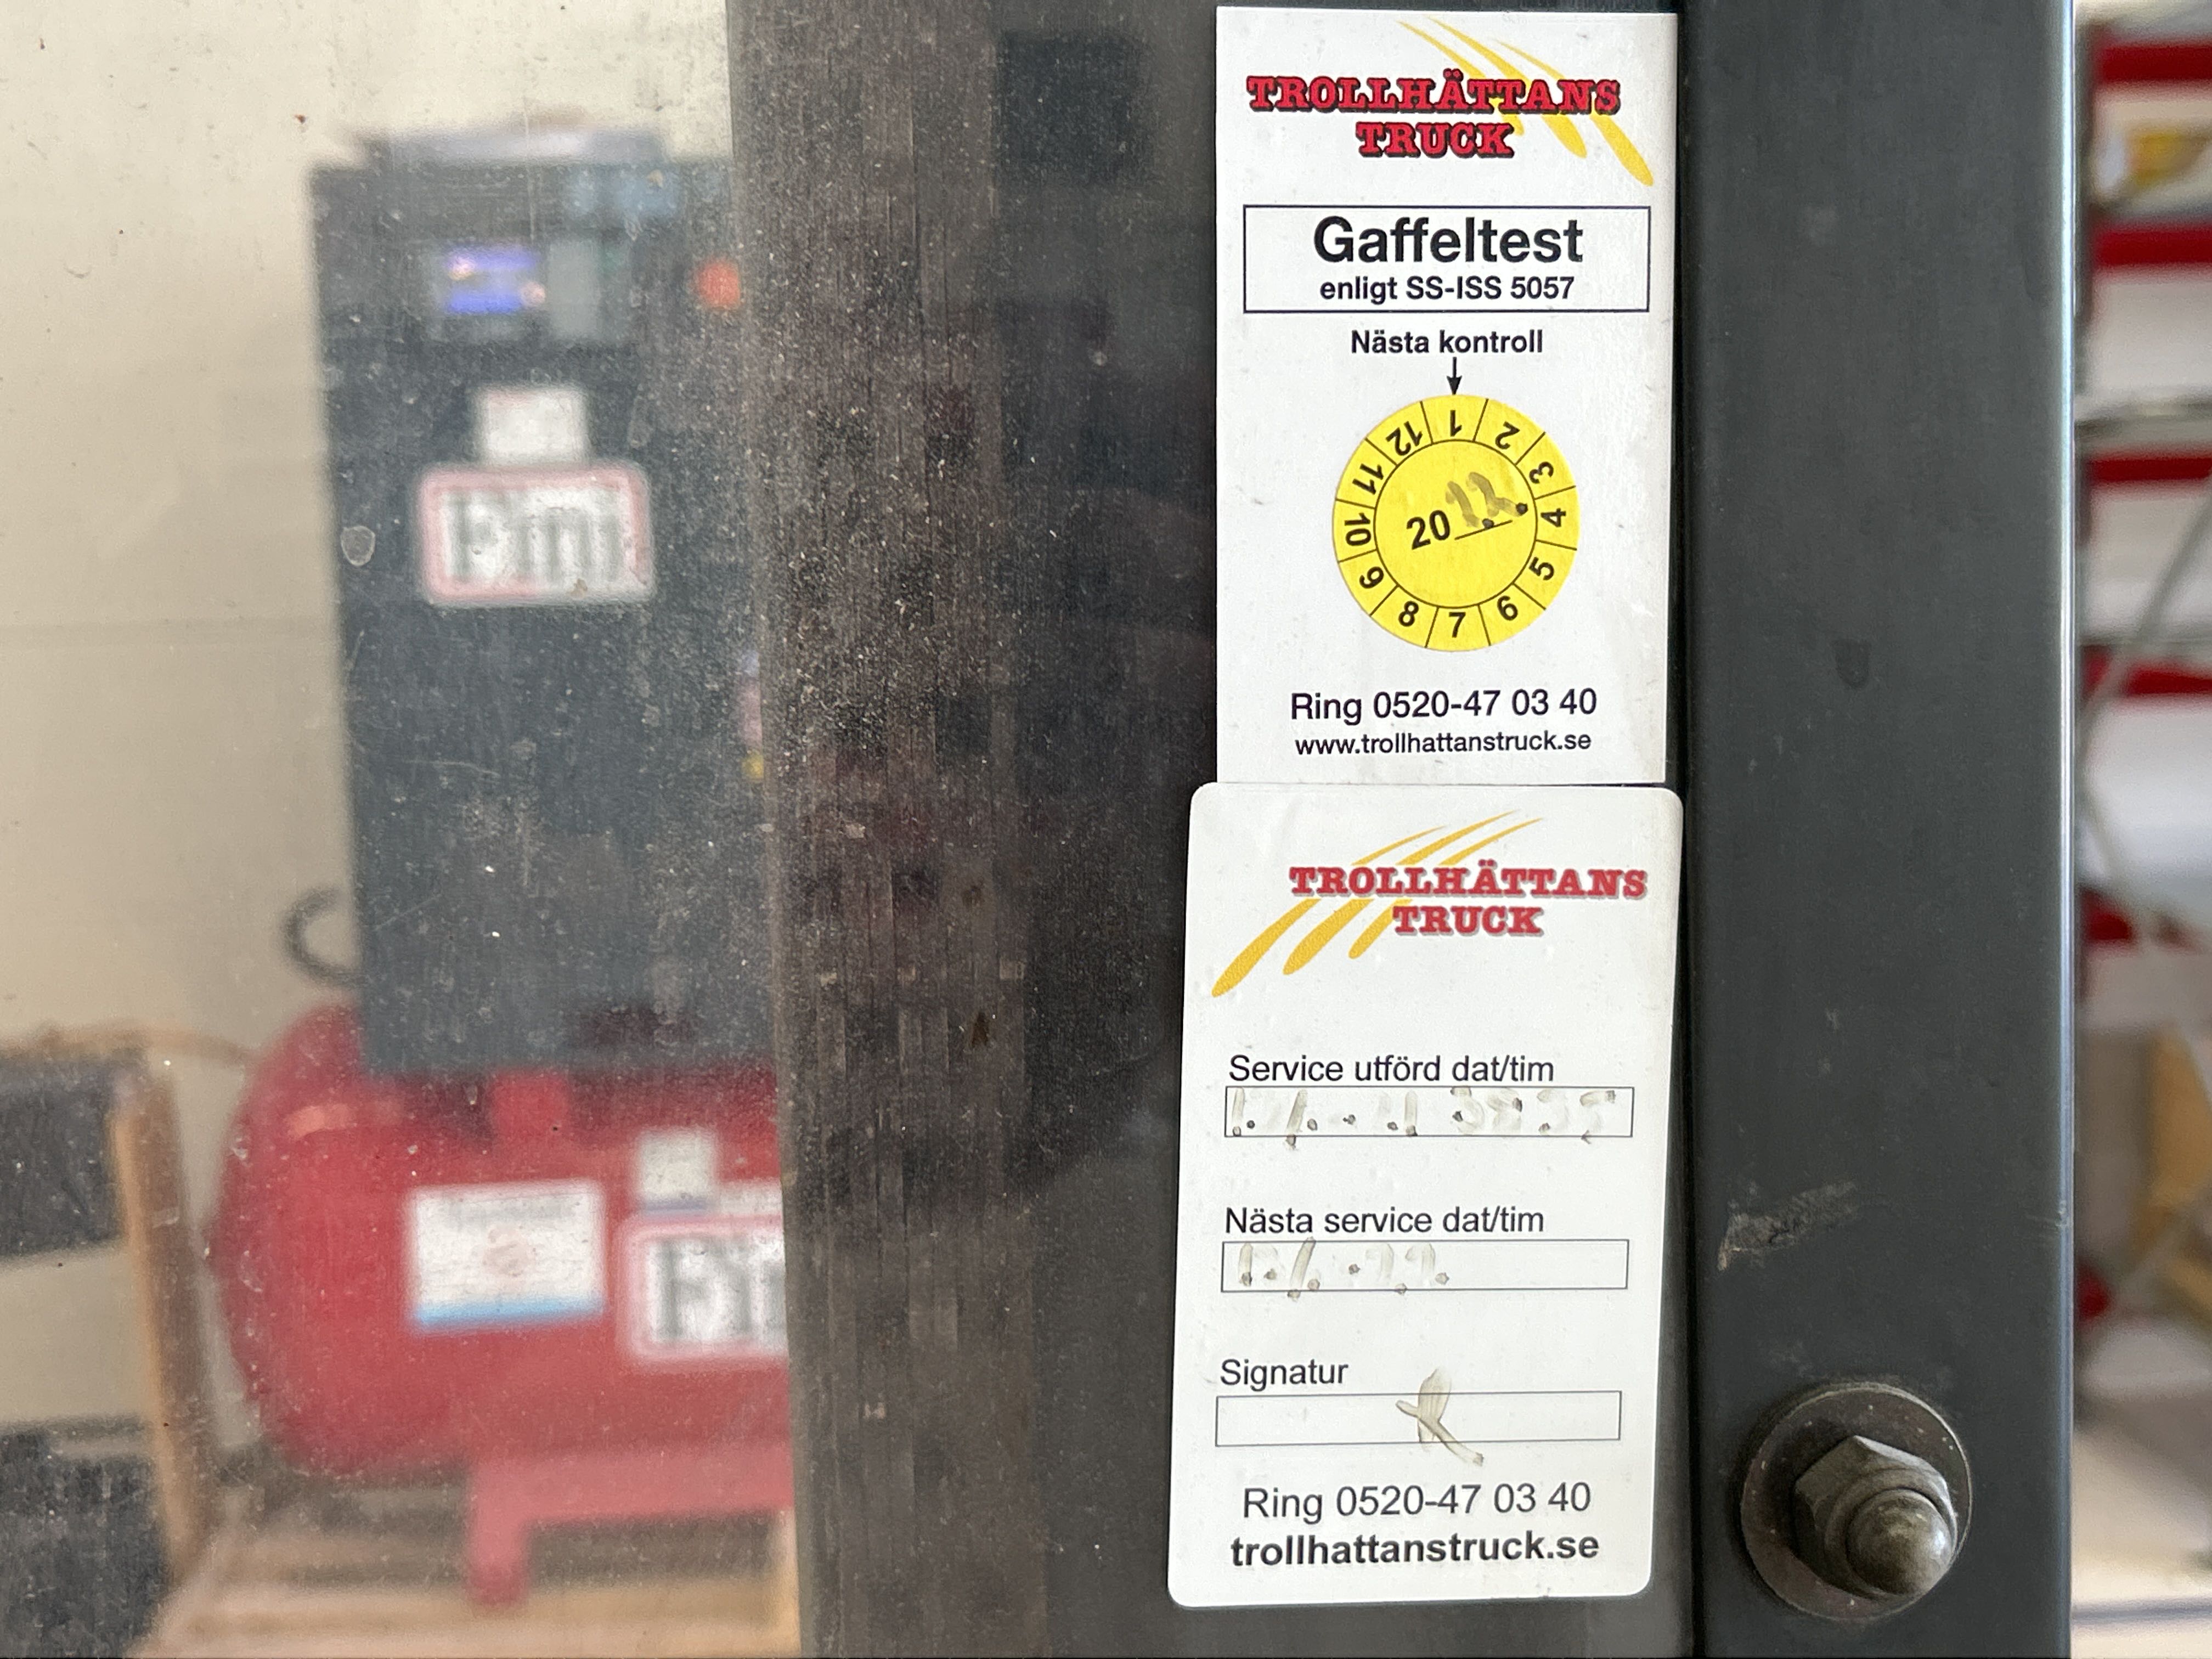 TROLLHÄTTANS
TRUCK
Gaffeltest
enligt SS-ISS 5057
Nästa kontroll
1 2 3 4 5 6 7 8 9 10 11 12
20
Ring 0520-47 03 40
www.trollhattanstruck.se
TROLLHÄTTANS
TRUCK
Service utförd dat/tim
Nästa service dat/tim
Signatur
Ring 0520-47 03 40
trollhattanstruck.se
Fini